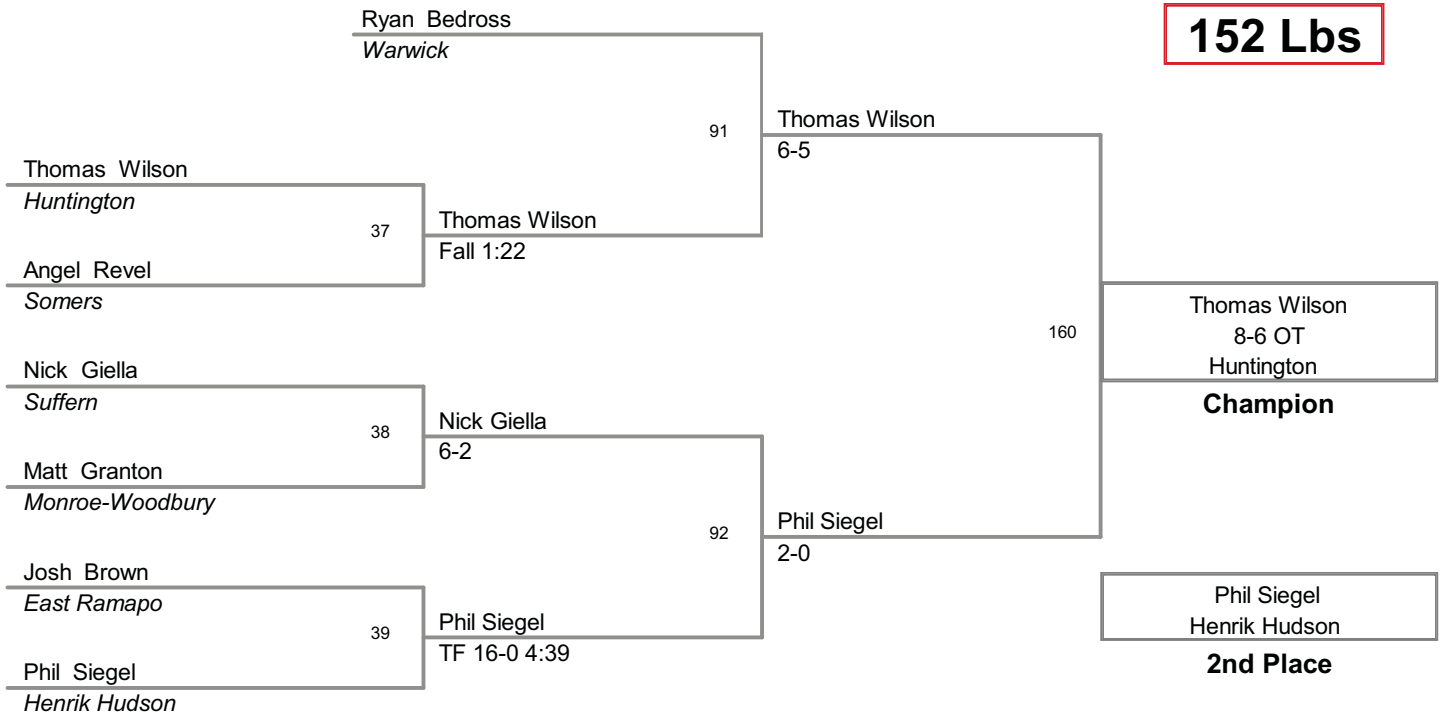 Ryan Bedross
Warwick
152 Lbs
91
Thomas Wilson
6-5
Thomas Wilson
Huntington
37
Thomas Wilson
Fall 1:22
Angel Revel
Somers
160
Thomas Wilson
8-6 OT
Huntington
Champion
Nick Giella
Suffern
38
Nick Giella
6-2
Matt Granton
Monroe-Woodbury
92
Phil Siegel
2-0
Josh Brown
East Ramapo
39
Phil Siegel
TF 16-0 4:39
Phil Siegel
Henrik Hudson
Phil Siegel
Henrik Hudson
2nd Place